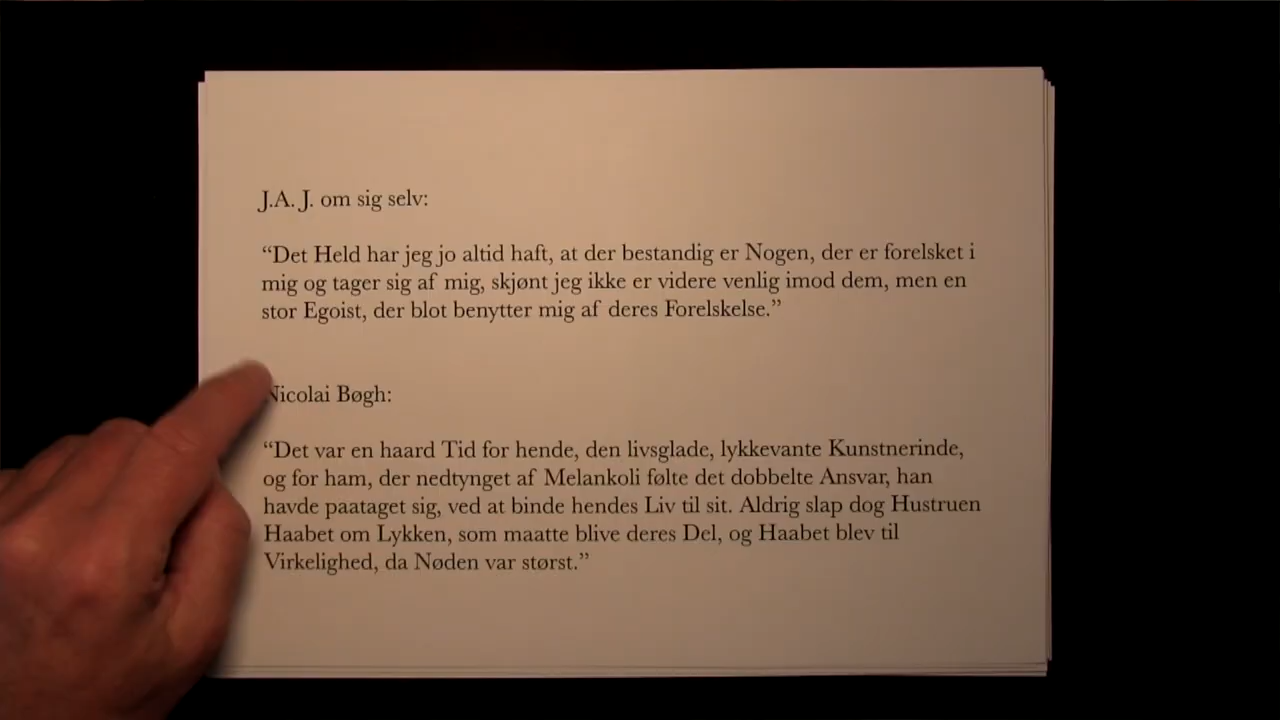 J.A. J. om sig selv:
“Det Held har jeg jo altid haft, at der bestandig er Nogen, der er forelsket i
mig og tager sig af mig, skjønt jeg ikke er videre venlig imod dem, men en
stor Egoist, der blot benytter mig af deres Forelskelse.”
Nicolai Bøgh:
“Det var en haard Tid for hende, den livsglade, lykkevante Kunstnerinde,
og for ham, der nedtynget af Melankoli følte det dobbelte Ansvar, han
havde paataget sig, ved at binde hendes Liv til sit. Aldrig slap dog Hustruen
Haabet om Lykken, som maatte blive deres Del, og Haabet blev til
Virkelighed, da Nøden var størst.”